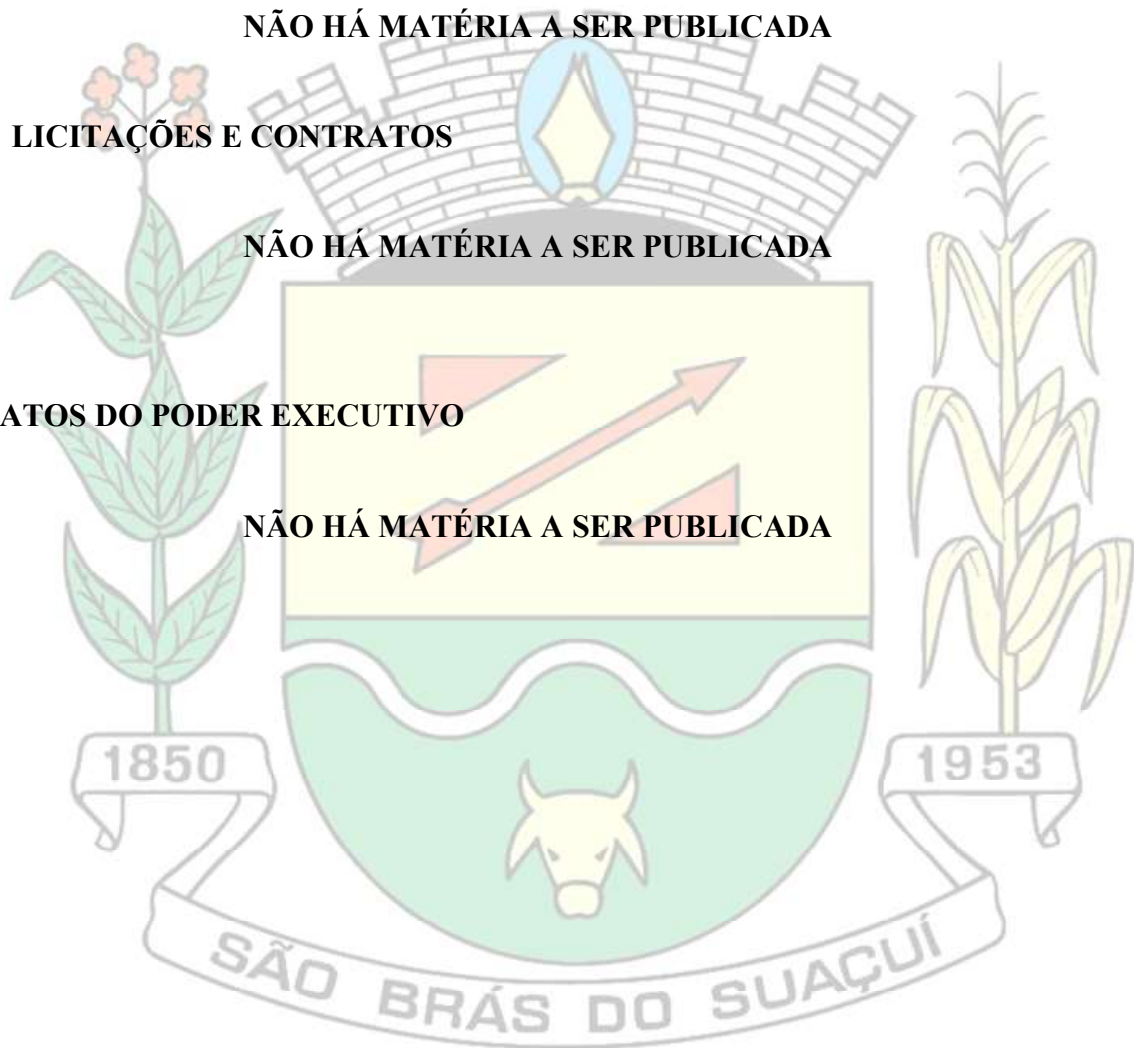 NÃO HÁ MATÉRIA A SER PUBLICADA
LICITAÇÕES E CONTRATOS
NÃO HÁ MATÉRIA A SER PUBLICADA
ATOS DO PODER EXECUTIVO
NÃO HÁ MATÉRIA A SER PUBLICADA
1850
1953
SÃO BRÁS DO SUAÇUÍ